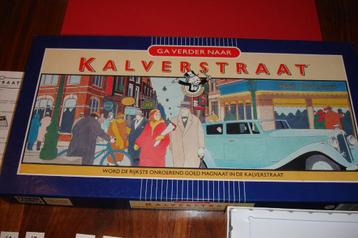 GA VERDER NAAR
KALVERSTRAAT
WORD DE RIJKSTE ONROEREND GOED MAGNAAT IN DE KALVERSTRAAT